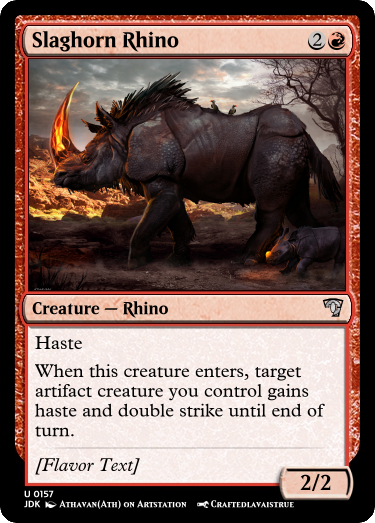 Slaghorn Rhino 2
Creature — Rhino
Haste
When this creature enters, target
artifact creature you control gains
haste and double strike until end of
turn.
[Flavor Text]
2/2
U 0157
JDK Athavan(Ath) on Artstation Craftedlavaistrue